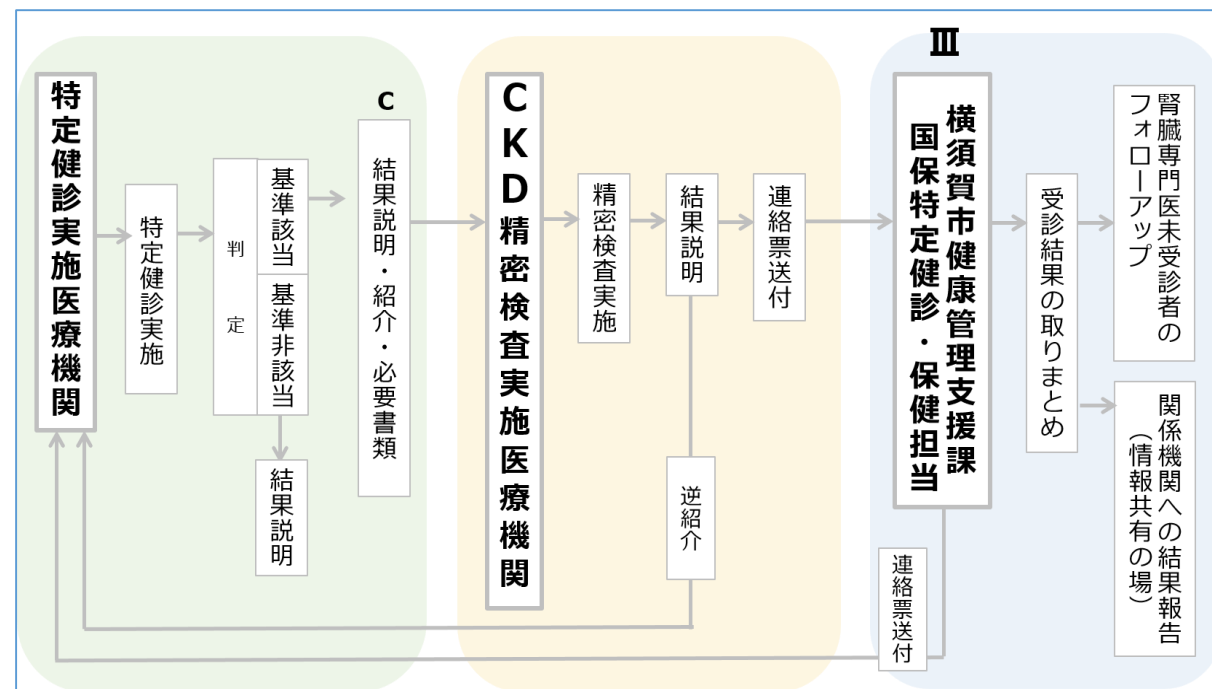 特定健診実施医療機関
特定健診実施
判定
基準該当
基準非該当
結果説明
C
結果説明・紹介・必要書類
CKD精密検査実施医療機関
精密検査実施
結果説明
逆紹介
連絡票送付
Ⅲ
横須賀市健康管理支援課
国保特定健診・保健担当
連絡票送付
受診結果の取りまとめ
腎臓専門医未受診者の
フォローアップ
関係機関への結果報告
（情報共有の場）